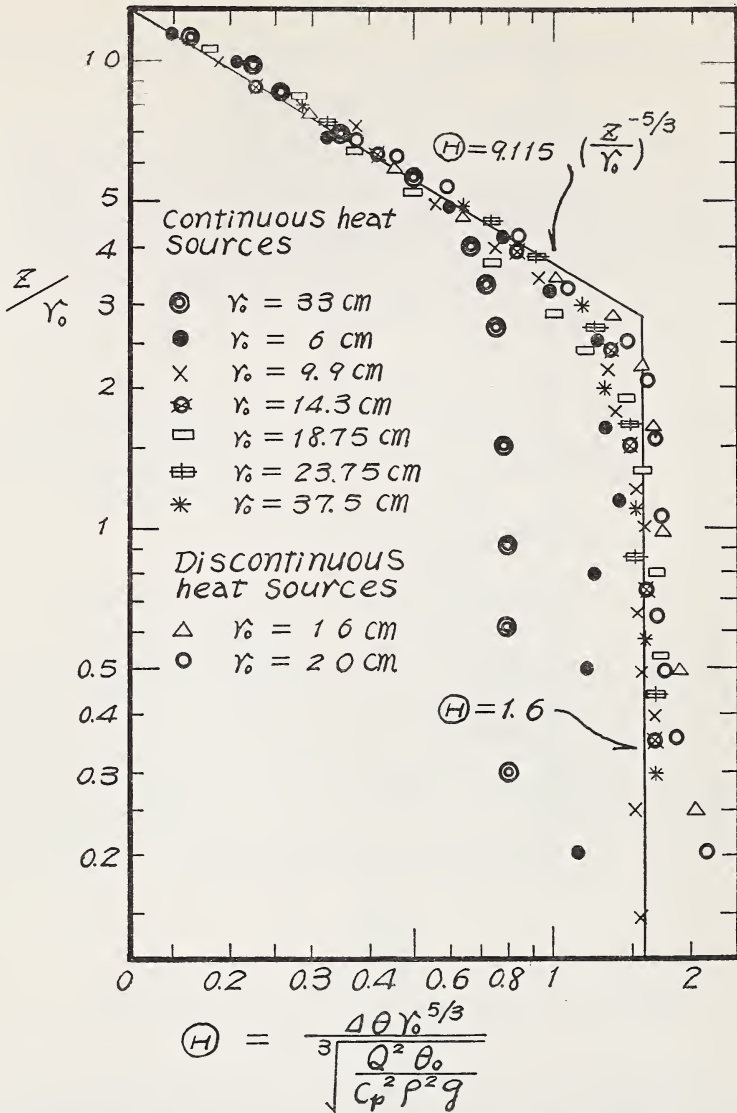 10
5
4
3
2
1
0.5
0.4
0.3
0.2
Z/r₀
Ⓗ = 9.115 (Z/r₀)^-5/3
Continuous heat
sources
r₀ = 33 cm
r₀ = 6 cm
r₀ = 9.9 cm
r₀ = 14.3 cm
r₀ = 18.75 cm
r₀ = 23.75 cm
r₀ = 37.5 cm
Discontinuous
heat sources
r₀ = 16 cm
r₀ = 20 cm
Ⓗ = 1.6
0 0.2 0.3 0.4 0.6 0.8 1 2
Ⓗ = Δθ r₀^5/3 / ∛(Q² θ₀ / Cp² ρ² g)